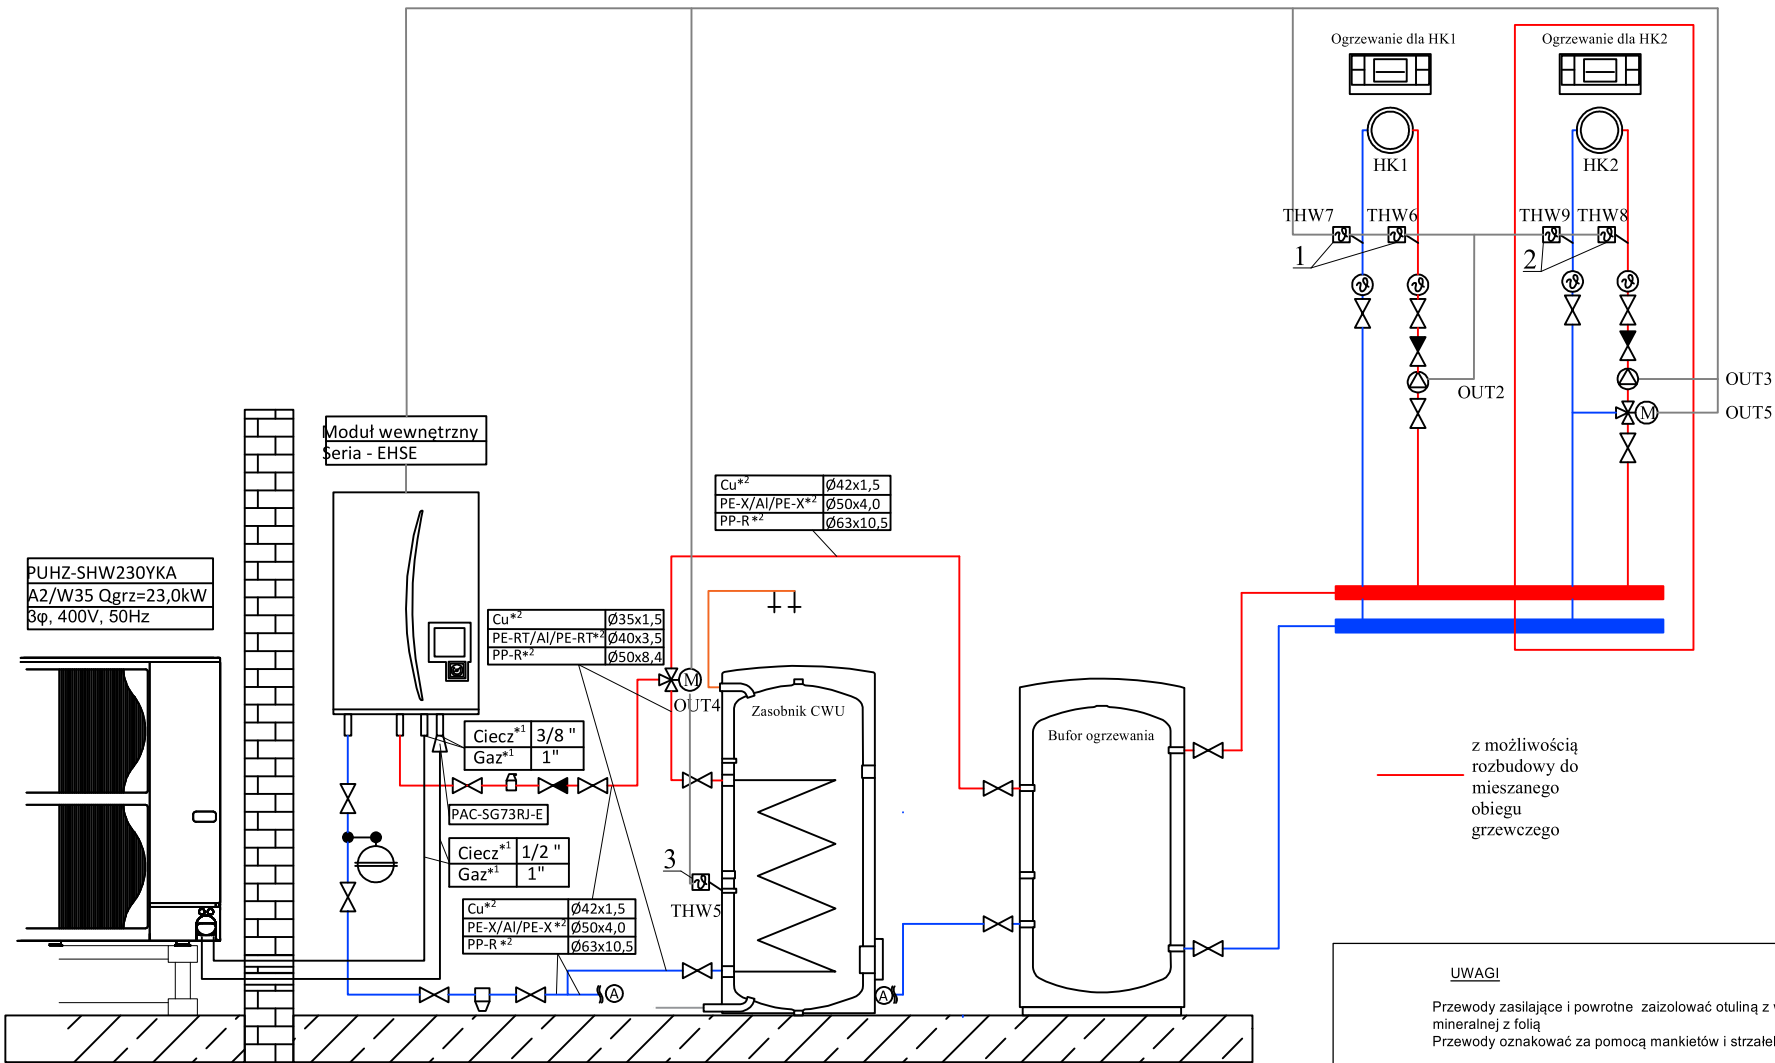 Ogrzewanie dla HK1
Ogrzewanie dla HK2
HK1
HK2
THW7
THW6
THW9
THW8
1
2
OUT2
OUT3
OUT5
M
Moduł wewnętrzny
Seria - EHSE
Cu*2 Ø42x1,5
PE-X/Al/PE-X*2 Ø50x4,0
PP-R*2 Ø63x10,5
PUHZ-SHW230YKA
A2/W35 Qgrz=23,0kW
3φ, 400V, 50Hz
Cu*2 Ø35x1,5
PE-RT/Al/PE-RT*2 Ø40x3,5
PP-R*2 Ø50x8,4
M
OUT4
Zasobnik CWU
Bufor ogrzewania
Ciecz*1 3/8 "
Gaz*1 1"
PAC-SG73RJ-E
Ciecz*1 1/2 "
Gaz*1 1"
z możliwością
rozbudowy do
mieszanego
obiegu
grzewczego
3
THW5
Cu*2 Ø42x1,5
PE-X/Al/PE-X*2 Ø50x4,0
PP-R*2 Ø63x10,5
A
A
UWAGI
Przewody zasilające i powrotne zaizolować otuliną z
mineralnej z folią
Przewody oznakować za pomocą mankietów i